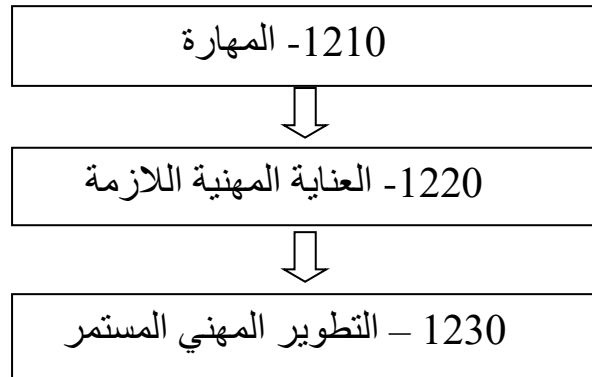 1210- المهارة
1220- العناية المهنية اللازمة
1230 – التطوير المهني المستمر